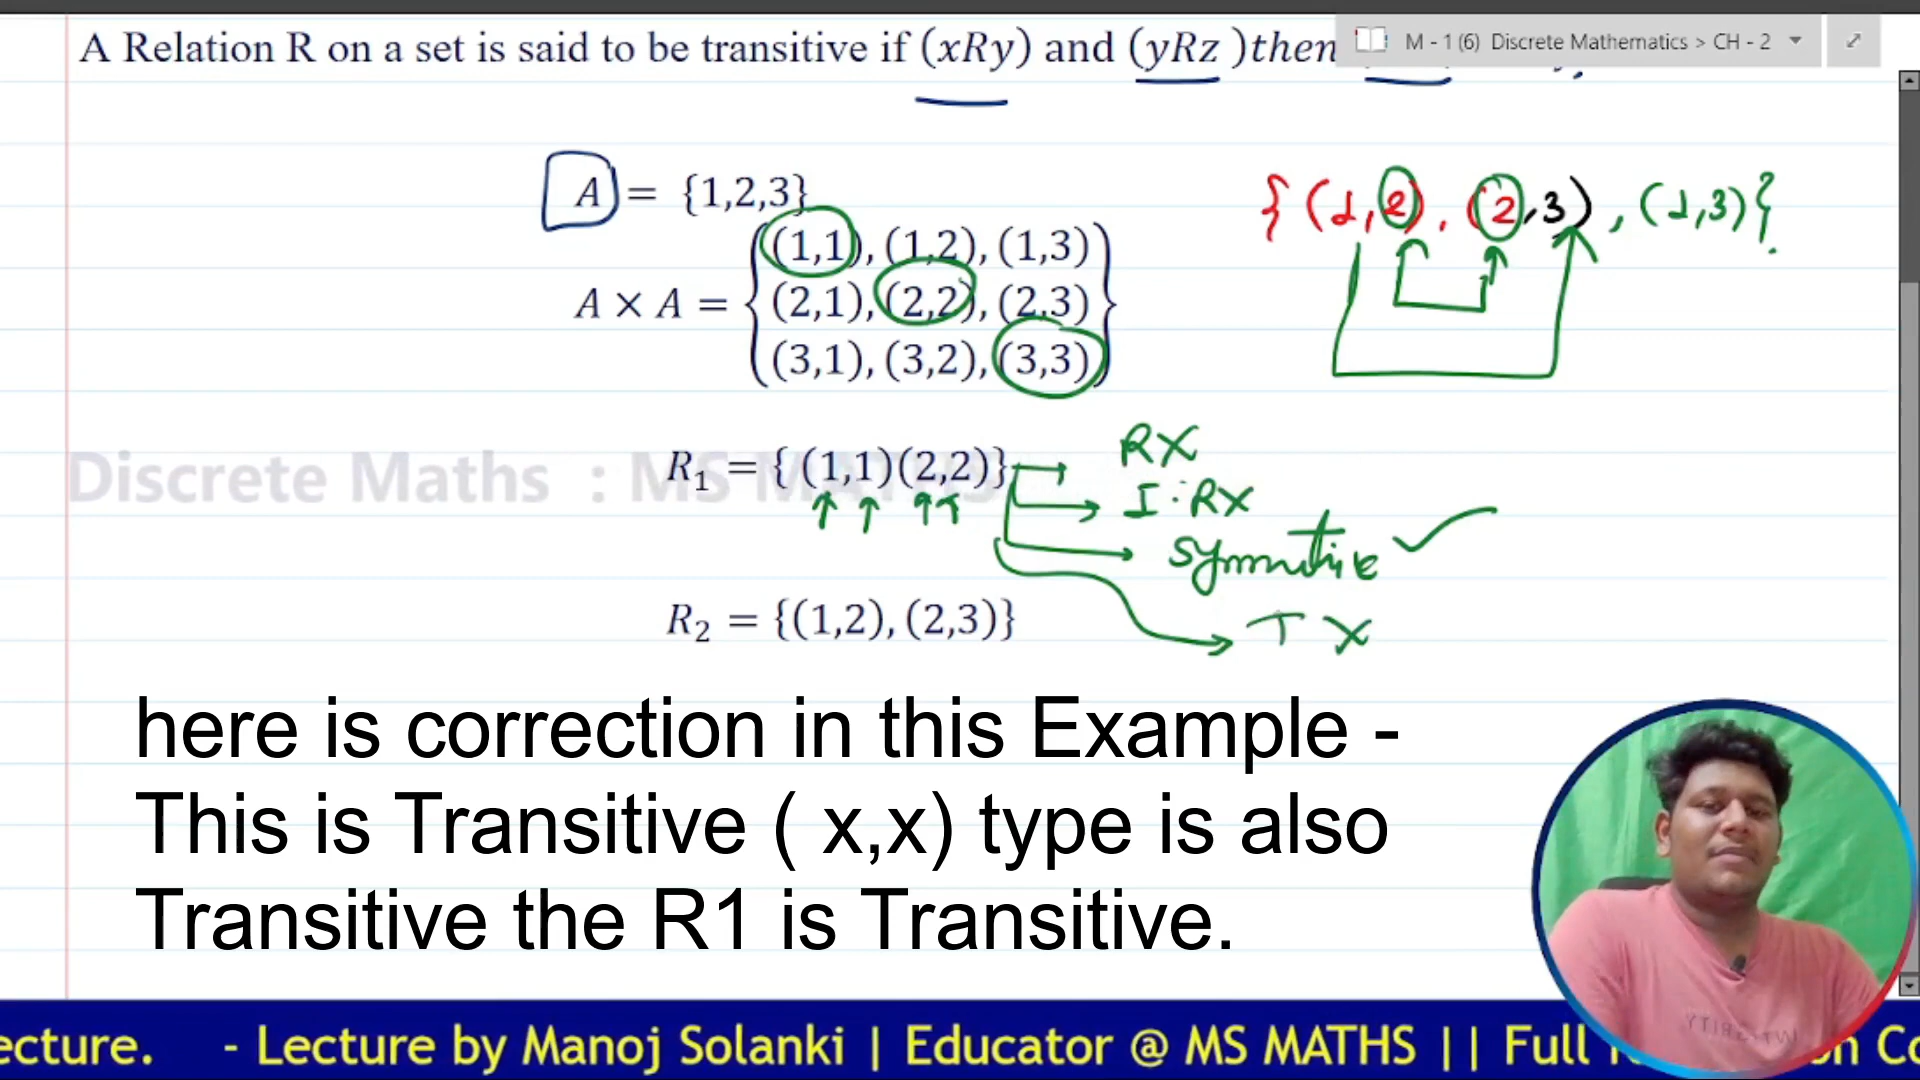 A Relation R on a set is said to be transitive if (xRy) and (yRz )then
M - 1 (6) Discrete Mathematics > CH - 2
A = {1,2,3}
{ (1,2), (2,3), (1,3)}
(1,1), (1,2), (1,3)
A × A = { (2,1), (2,2), (2,3) }
(3,1), (3,2), (3,3)
RX
Discrete Maths : MS MATHS
R₁ = { (1,1)(2,2)}
I·RX
Symmetric ✓
R₂ = {(1,2), (2,3)}
T X
here is correction in this Example -
This is Transitive ( x,x) type is also
Transitive the R1 is Transitive.
ecture. - Lecture by Manoj Solanki | Educator @ MS MATHS || Full